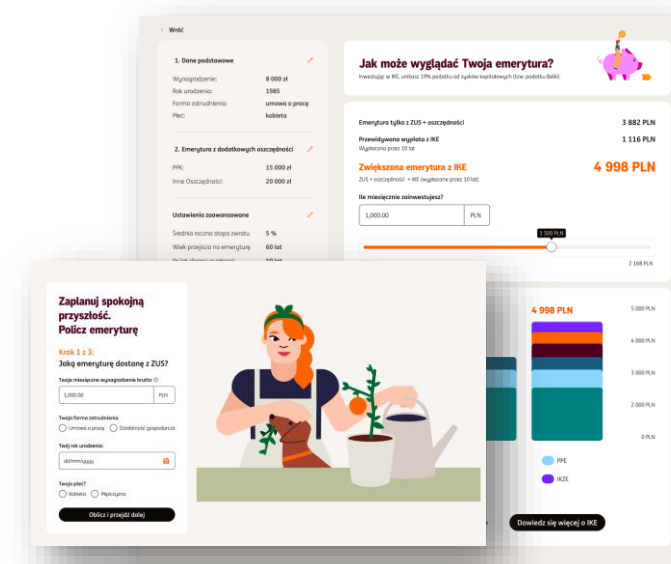 Wróć
1. Dane podstawowe
Wynagrodzenie: 8 000 zł
Rok urodzenia: 1985
Forma zatrudnienia: umowa o pracę
Płeć: kobieta
2. Emerytura z dodatkowych oszczędności
PPK: 15 000 zł
Inne Oszczędności 20 000 zł
Ustawienia zaawansowane
Średnia roczna stopa zwrotu 5 %
Wiek przejścia na emeryturę 60 lat
Jak może wyglądać Twoja emerytura?
Inwestując w IKE, unikasz 19% podatku od zysków kapitałowych (tzw. podatku Belki).
Emerytura tylko z ZUS + oszczędności 3 882 PLN
Przewidywana wypłata z IKE 1 116 PLN
Wypłacana przez 10 lat
Zwiększona emerytura z IKE 4 998 PLN
ZUS + oszczędności + IKE (wypłacane przez 10 lat)
Ile miesięcznie zainwestujesz?
1,000.00 PLN
1 500 PLN
2 168 PLN
4 998 PLN
5 000 PLN
4 000 PLN
3 000 PLN
2 000 PLN
0 PLN
PPE
IKZE
Dowiedz się więcej o IKE
Zaplanuj spokojną
przyszłość.
Policz emeryturę
Krok 1 z 3:
Jaką emeryturę dostanę z ZUS?
Twoje miesięczne wynagrodzenie brutto
1,000.00 PLN
Twoja forma zatrudnienia
Umowa o pracę Działalność gospodarcza
Twój rok urodzenia:
dd/mm/yyyy
Twoja płeć?
Kobieta Mężczyzna
Oblicz i przejdź dalej